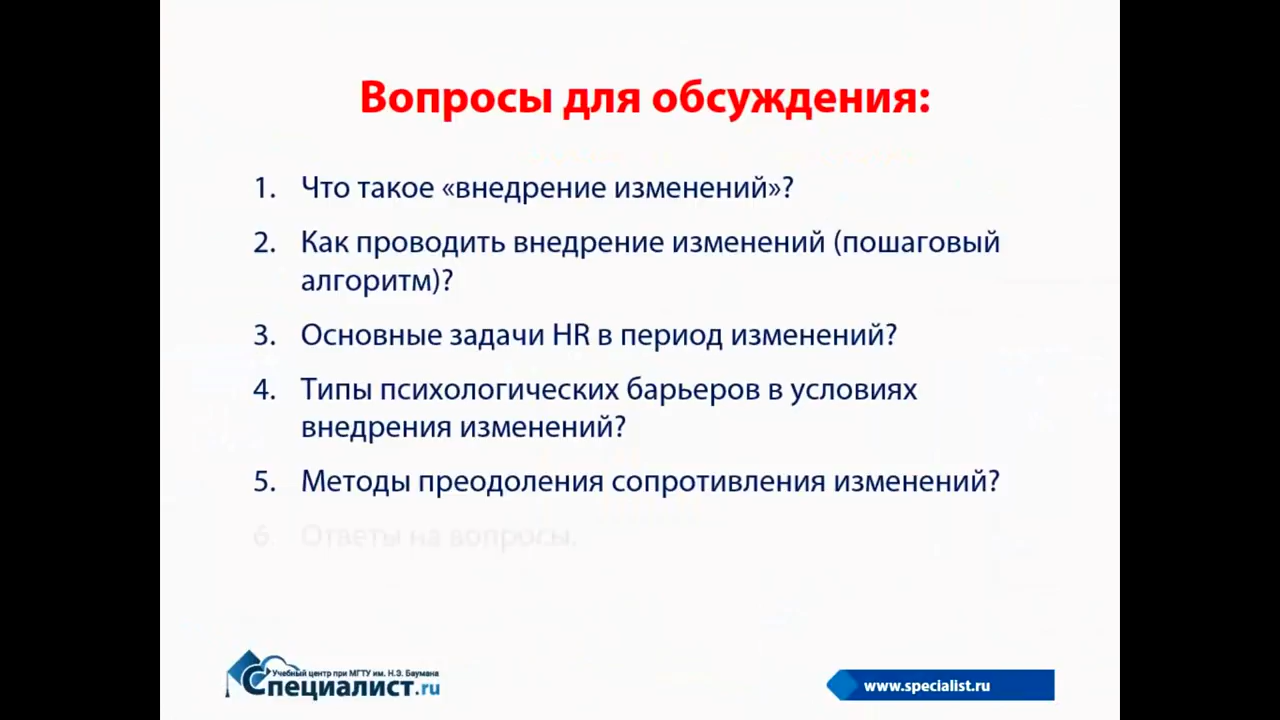 Вопросы для обсуждения:
1. Что такое «внедрение изменений»?
2. Как проводить внедрение изменений (пошаговый
алгоритм)?
3. Основные задачи HR в период изменений?
4. Типы психологических барьеров в условиях
внедрения изменений?
5. Методы преодоления сопротивления изменений?
6. Ответы на вопросы.
Учебный центр при МГТУ им. Н.Э. Баумана
Специалист.ru
www.specialist.ru